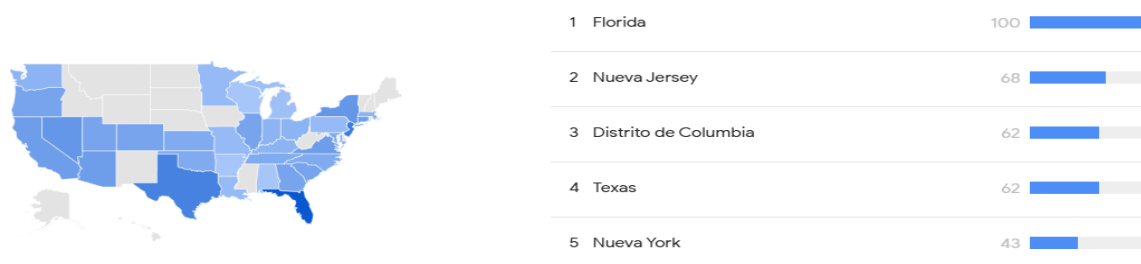 1 Florida 100
2 Nueva Jersey 68
3 Distrito de Columbia 62
4 Texas 62
5 Nueva York 43